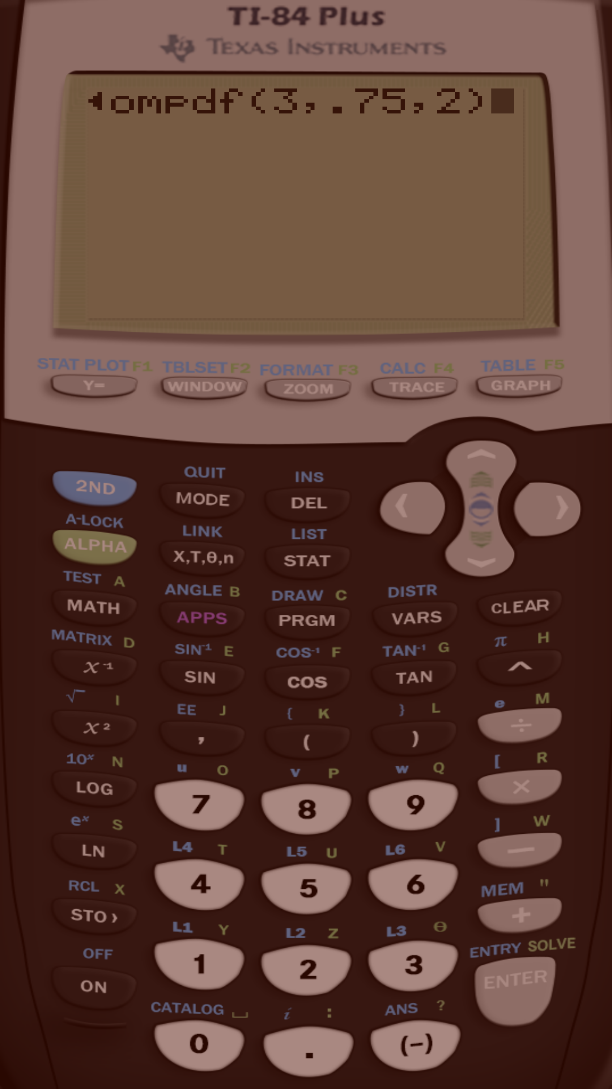 TI-84 Plus
TEXAS INSTRUMENTS
ompdf(3,.75,2)
STAT PLOT F1 TBLSET F2 FORMAT F3 CALC F4 TABLE F5
Y= WINDOW ZOOM TRACE GRAPH
QUIT INS
2ND MODE DEL
A-LOCK LINK LIST
ALPHA X,T,θ,n STAT
TEST A ANGLE B DRAW C DISTR
MATH APPS PRGM VARS CLEAR
MATRIX D SIN⁻¹ E COS⁻¹ F TAN⁻¹ G π H
x⁻¹ SIN COS TAN ^
√ I EE J { K } L e M
x² , ( ) ÷
10ˣ N u O v P w Q [ R
LOG 7 8 9 ×
eˣ S L4 T L5 U L6 V ] W
LN 4 5 6 −
RCL X L1 Y L2 Z L3 θ MEM "
STO› 1 2 3 +
OFF CATALOG ⎵ i : ANS ? ENTRY SOLVE
ON 0 . (−) ENTER